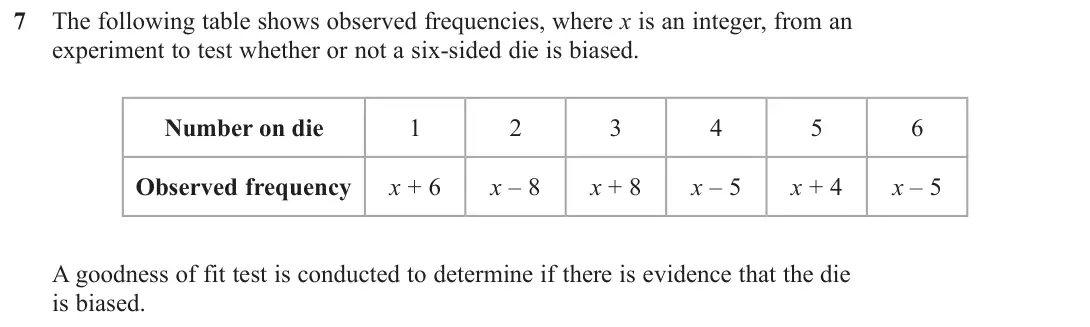 7 The following table shows observed frequencies, where x is an integer, from an
experiment to test whether or not a six-sided die is biased.
Number on die 1 2 3 4 5 6
Observed frequency x + 6 x – 8 x + 8 x – 5 x + 4 x – 5
A goodness of fit test is conducted to determine if there is evidence that the die
is biased.